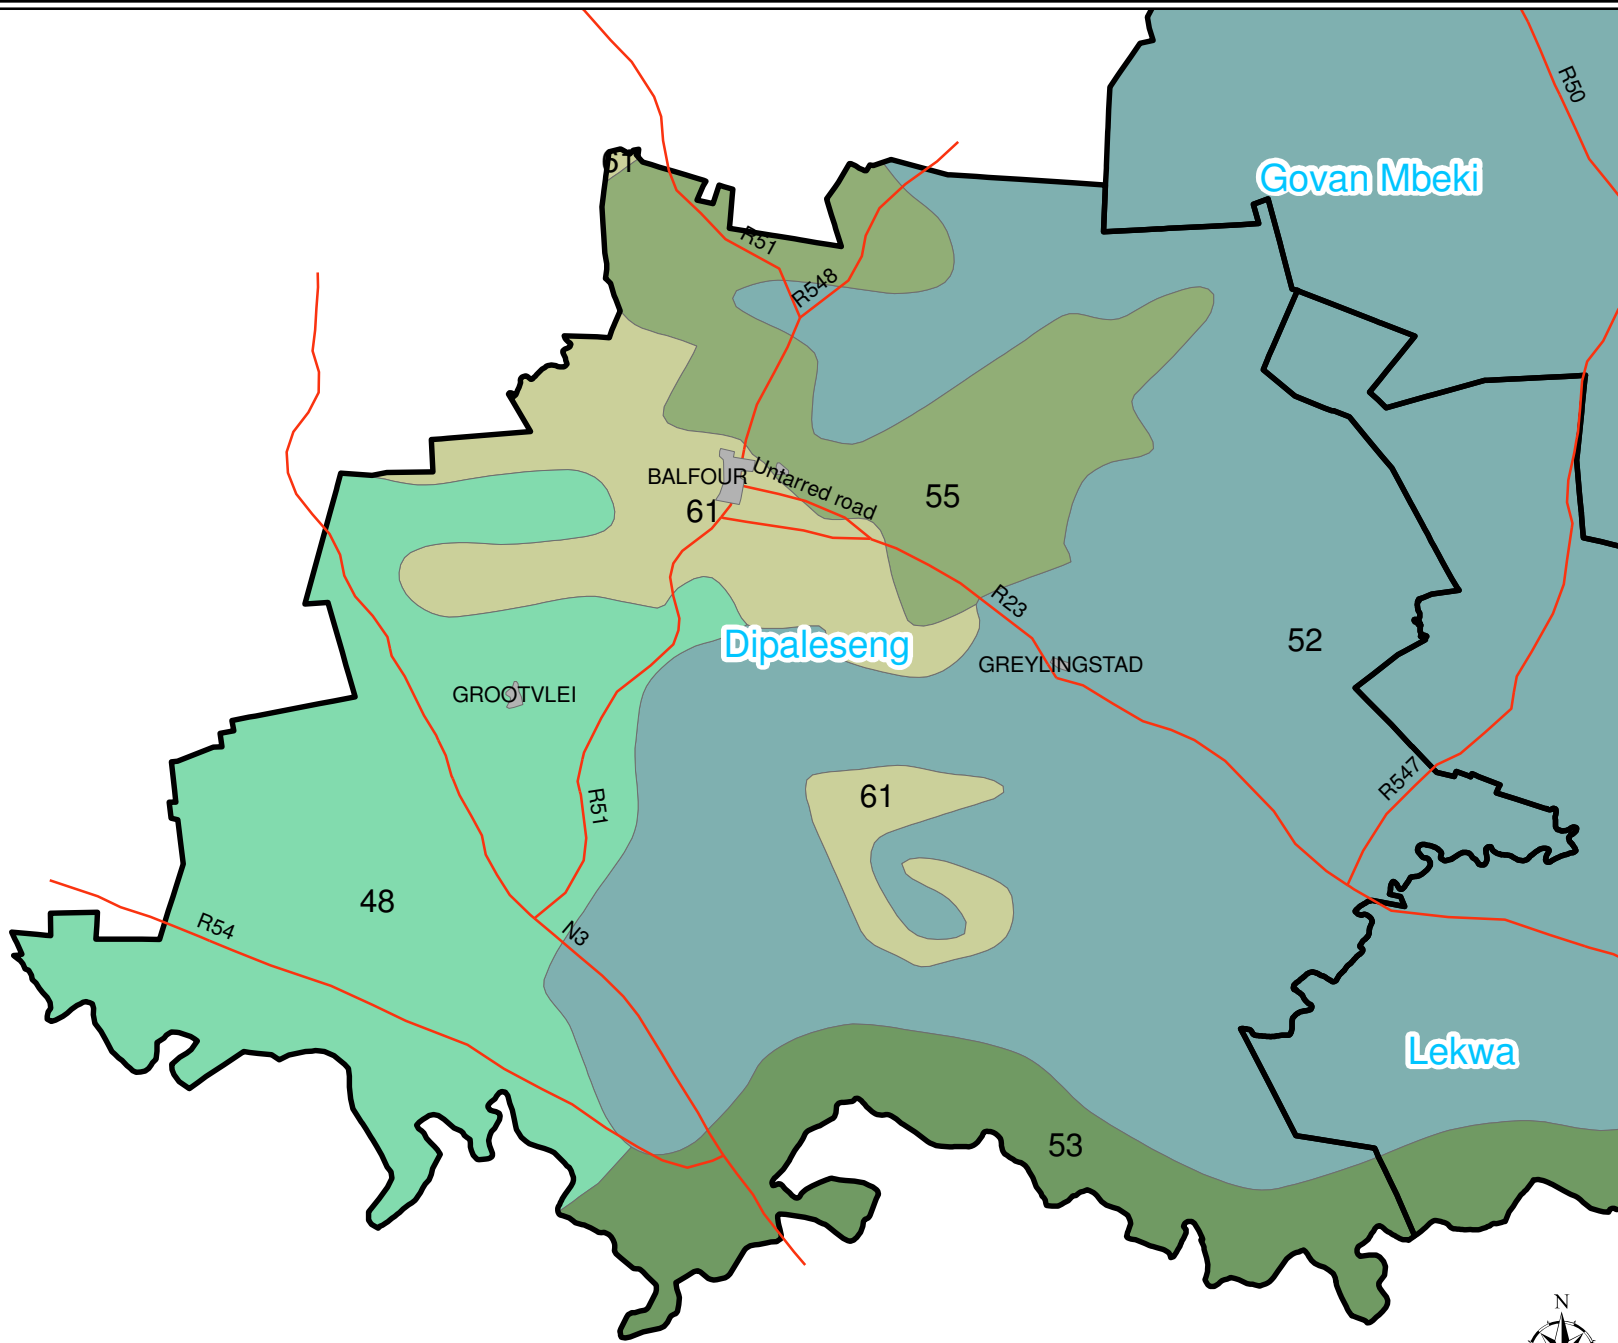 R50
Govan Mbeki
61
R51
R548
BALFOUR
Untarred road
61
55
R23
52
Dipaleseng
GREYLINGSTAD
GROOTVLEI
R547
61
R51
48
R54
N3
Lekwa
53
N